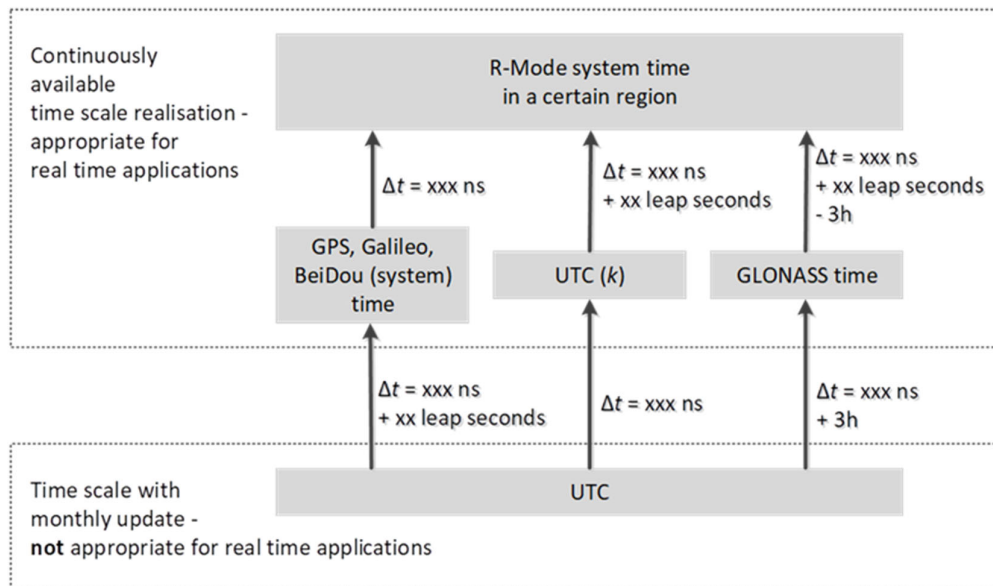 Continuously
available
time scale realisation -
appropriate for
real time applications
R-Mode system time
in a certain region
Δt = xxx ns
Δt = xxx ns
+ xx leap seconds
Δt = xxx ns
+ xx leap seconds
- 3h
GPS, Galileo,
BeiDou (system)
time
UTC (k)
GLONASS time
Δt = xxx ns
+ xx leap seconds
Δt = xxx ns
Δt = xxx ns
+ 3h
Time scale with
monthly update -
not appropriate for real time applications
UTC